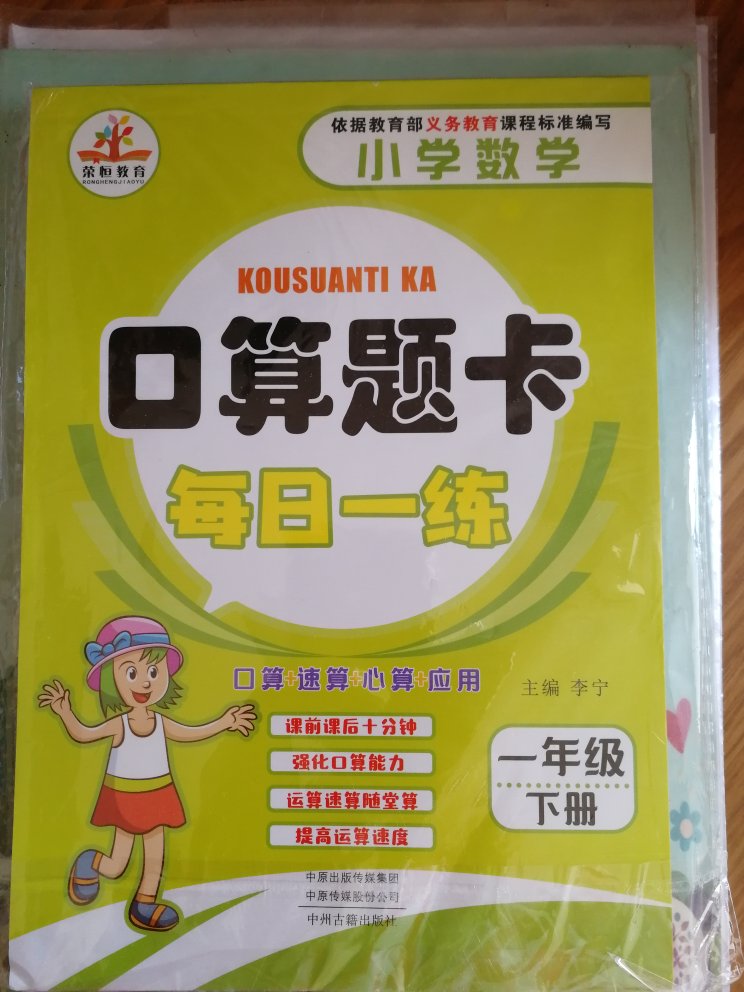 荣恒教育
RONGHENGJIAOYU
依据教育部义务教育课程标准编写
小学数学
KOUSUANTI KA
口算题卡
每日一练
口算+速算+心算+应用
主编 李宁
课前课后十分钟
强化口算能力
运算速算随堂算
提高运算速度
一年级
下册
中原出版传媒集团
中原传媒股份公司
中州古籍出版社